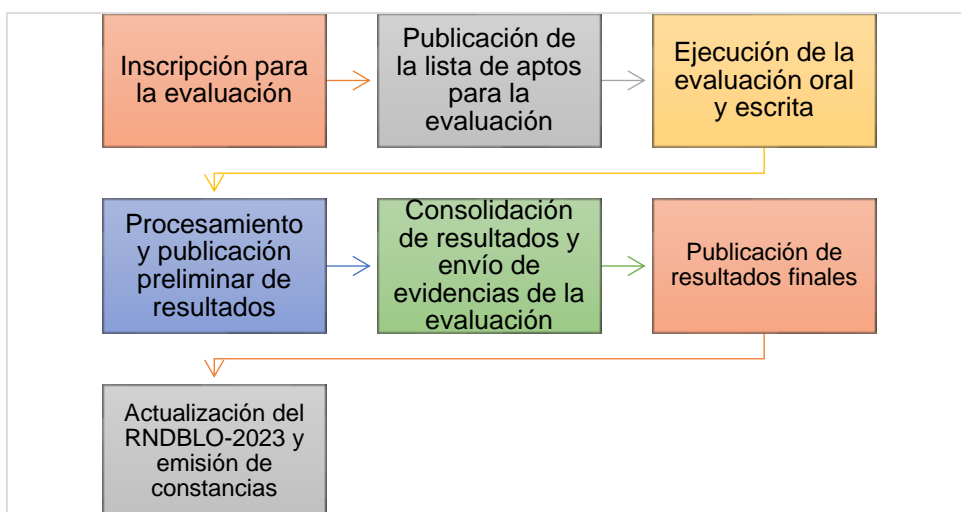 Inscripción para
la evaluación
Publicación de
la lista de aptos
para la
evaluación
Ejecución de la
evaluación oral
y escrita
Procesamiento
y publicación
preliminar de
resultados
Consolidación
de resultados y
envío de
evidencias de la
evaluación
Publicación de
resultados finales
Actualización del
RNDBLO-2023 y
emisión de
constancias